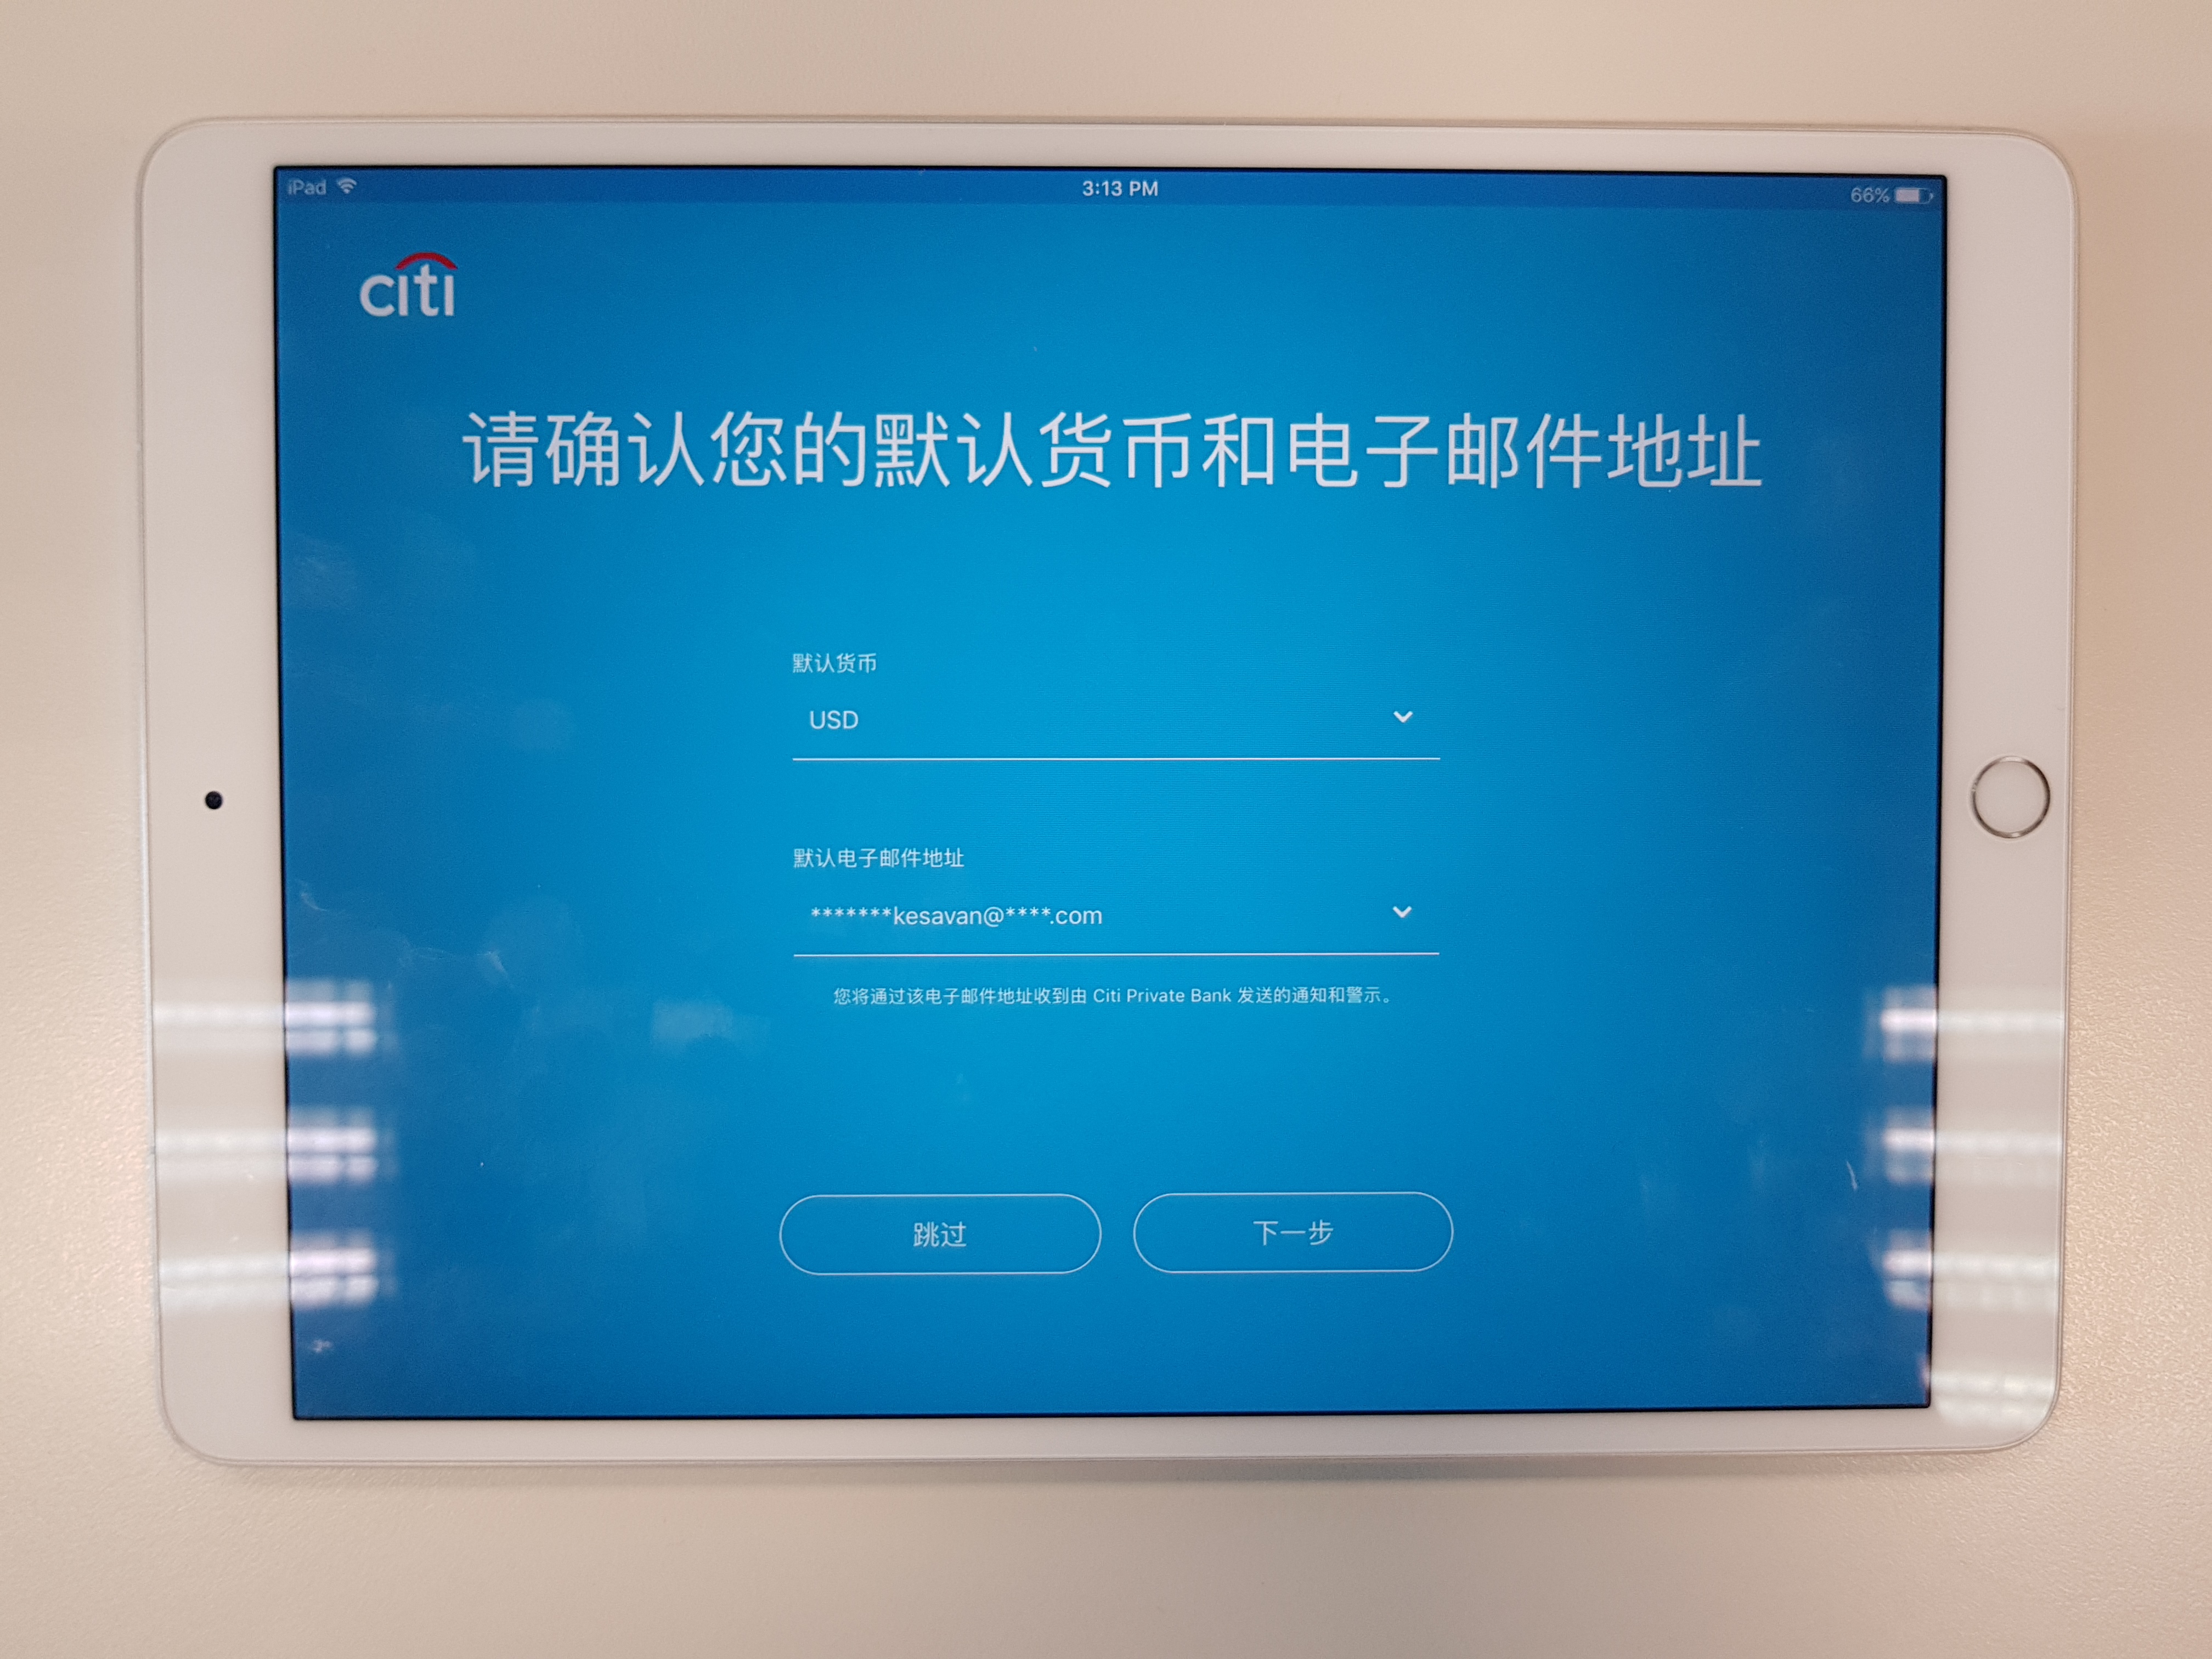 iPad 3:13 PM 66%
citi
请确认您的默认货币和电子邮件地址
默认货币
USD
默认电子邮件地址
*******kesavan@****.com
您将通过该电子邮件地址收到由 Citi Private Bank 发送的通知和警示。
跳过 下一步